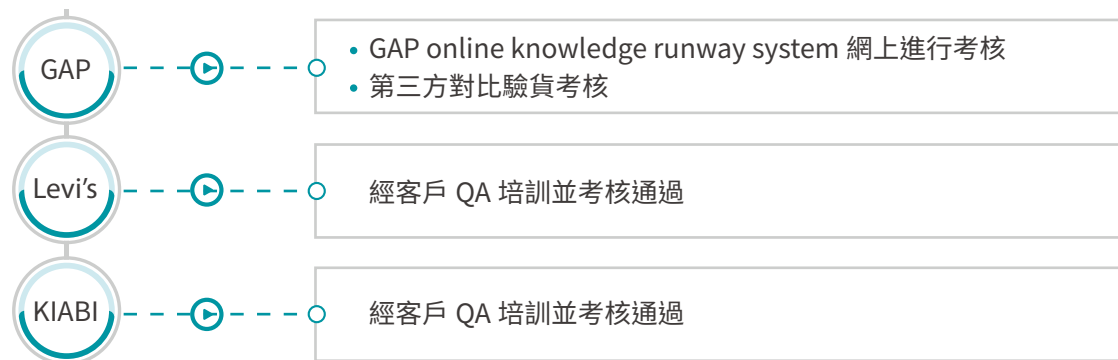 GAP
• GAP online knowledge runway system 網上進行考核
• 第三方對比驗貨考核
Levi's
經客戶 QA 培訓並考核通過
KIABI
經客戶 QA 培訓並考核通過